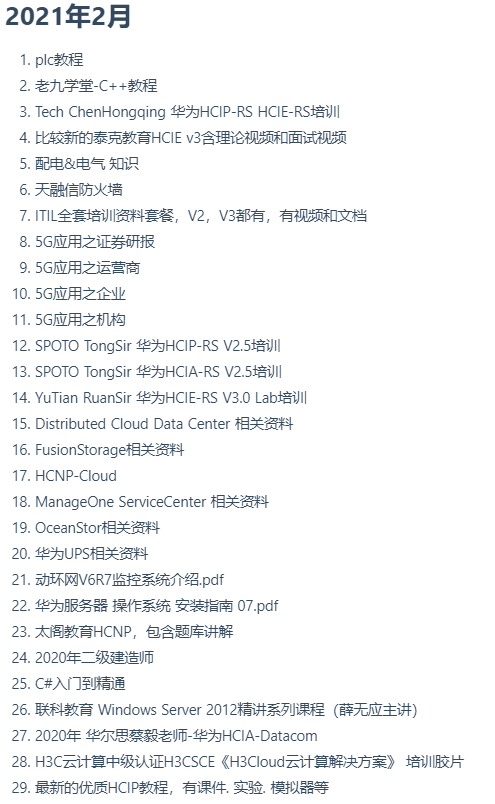 2021年2月
1. plc教程
2. 老九学堂-C++教程
3. Tech ChenHongqing 华为HCIP-RS HCIE-RS培训
4. 比较新的泰克教育HCIE v3含理论视频和面试视频
5. 配电&电气 知识
6. 天融信防火墙
7. ITIL全套培训资料套餐，V2，V3都有，有视频和文档
8. 5G应用之证券研报
9. 5G应用之运营商
10. 5G应用之企业
11. 5G应用之机构
12. SPOTO TongSir 华为HCIP-RS V2.5培训
13. SPOTO TongSir 华为HCIA-RS V2.5培训
14. YuTian RuanSir 华为HCIE-RS V3.0 Lab培训
15. Distributed Cloud Data Center 相关资料
16. FusionStorage相关资料
17. HCNP-Cloud
18. ManageOne ServiceCenter 相关资料
19. OceanStor相关资料
20. 华为UPS相关资料
21. 动环网V6R7监控系统介绍.pdf
22. 华为服务器 操作系统 安装指南 07.pdf
23. 太阁教育HCNP，包含题库讲解
24. 2020年二级建造师
25. C#入门到精通
26. 联科教育 Windows Server 2012精讲系列课程（薛无应主讲）
27. 2020年 华尔思蔡毅老师-华为HCIA-Datacom
28. H3C云计算中级认证H3CSCE《H3Cloud云计算解决方案》 培训胶片
29. 最新的优质HCIP教程，有课件. 实验. 模拟器等